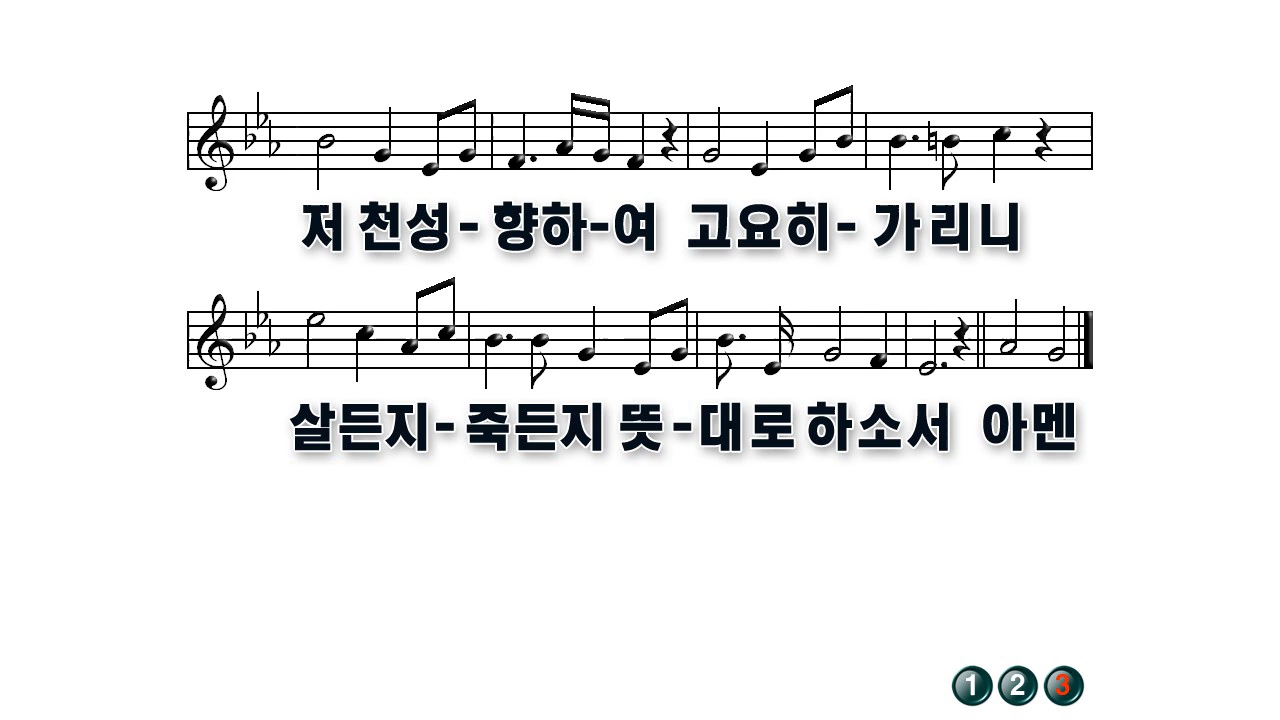 저 천성- 향하-여 고요히- 가리니
살든지- 죽든지 뜻-대로 하소서 아멘
1 2 3